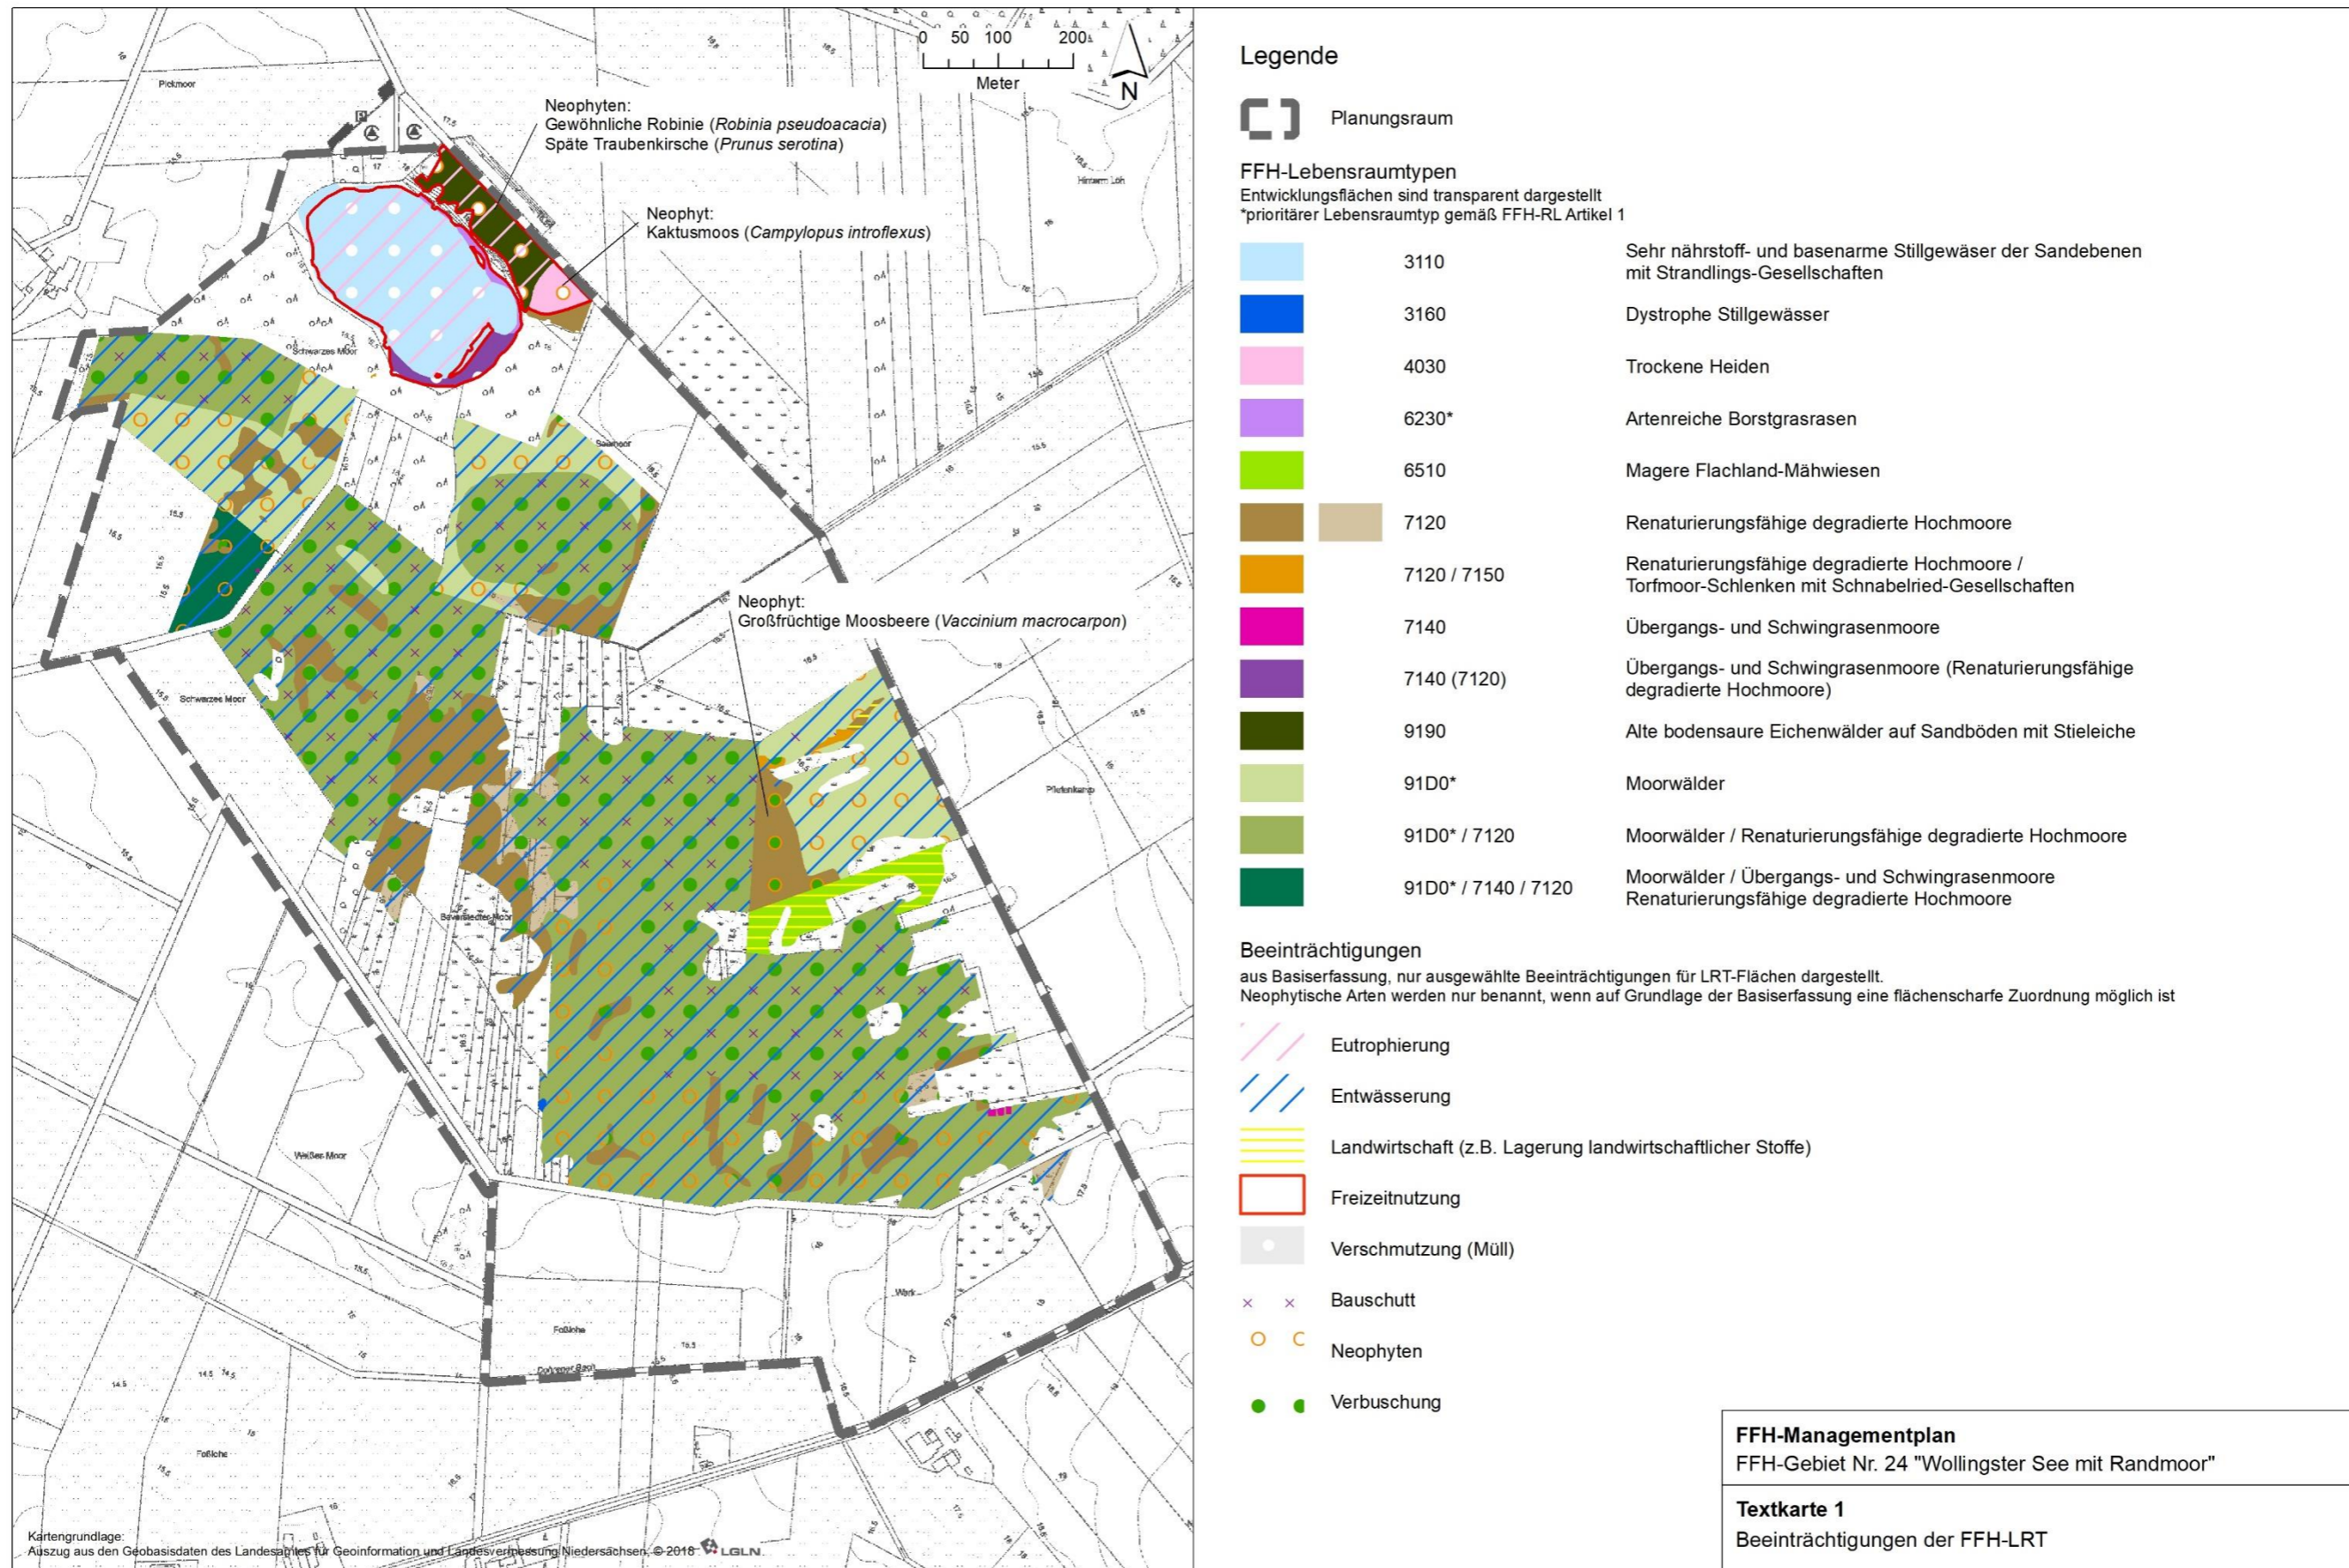 0 50 100 200
Meter
N
Pickmoor
Neophyten:
Gewöhnliche Robinie (Robinia pseudoacacia)
Späte Traubenkirsche (Prunus serotina)
Neophyt:
Kaktusmoos (Campylopus introflexus)
Hinterm Loh
Schwarzes Moor
Neophyt:
Großfrüchtige Moosbeere (Vaccinium macrocarpon)
Schwarzes Moor
Beverstedter Moor
Weißes Moor
Wark
Foßlohe
Foßlohe
Kartengrundlage:
Auszug aus den Geobasisdaten des Landesamtes für Geoinformation und Landesvermessung Niedersachsen, © 2018 LGLN
Legende
Planungsraum
FFH-Lebensraumtypen
Entwicklungsflächen sind transparent dargestellt
*prioritärer Lebensraumtyp gemäß FFH-RL Artikel 1
3110 Sehr nährstoff- und basenarme Stillgewäser der Sandebenen
mit Strandlings-Gesellschaften
3160 Dystrophe Stillgewässer
4030 Trockene Heiden
6230* Artenreiche Borstgrasrasen
6510 Magere Flachland-Mähwiesen
7120 Renaturierungsfähige degradierte Hochmoore
7120 / 7150 Renaturierungsfähige degradierte Hochmoore /
Torfmoor-Schlenken mit Schnabelried-Gesellschaften
7140 Übergangs- und Schwingrasenmoore
7140 (7120) Übergangs- und Schwingrasenmoore (Renaturierungsfähige
degradierte Hochmoore)
9190 Alte bodensaure Eichenwälder auf Sandböden mit Stieleiche
91D0* Moorwälder
91D0* / 7120 Moorwälder / Renaturierungsfähige degradierte Hochmoore
91D0* / 7140 / 7120 Moorwälder / Übergangs- und Schwingrasenmoore
Renaturierungsfähige degradierte Hochmoore
Beeinträchtigungen
aus Basiserfassung, nur ausgewählte Beeinträchtigungen für LRT-Flächen dargestellt.
Neophytische Arten werden nur benannt, wenn auf Grundlage der Basiserfassung eine flächenscharfe Zuordnung möglich ist
Eutrophierung
Entwässerung
Landwirtschaft (z.B. Lagerung landwirtschaftlicher Stoffe)
Freizeitnutzung
Verschmutzung (Müll)
Bauschutt
Neophyten
Verbuschung
FFH-Managementplan
FFH-Gebiet Nr. 24 "Wollingster See mit Randmoor"
Textkarte 1
Beeinträchtigungen der FFH-LRT